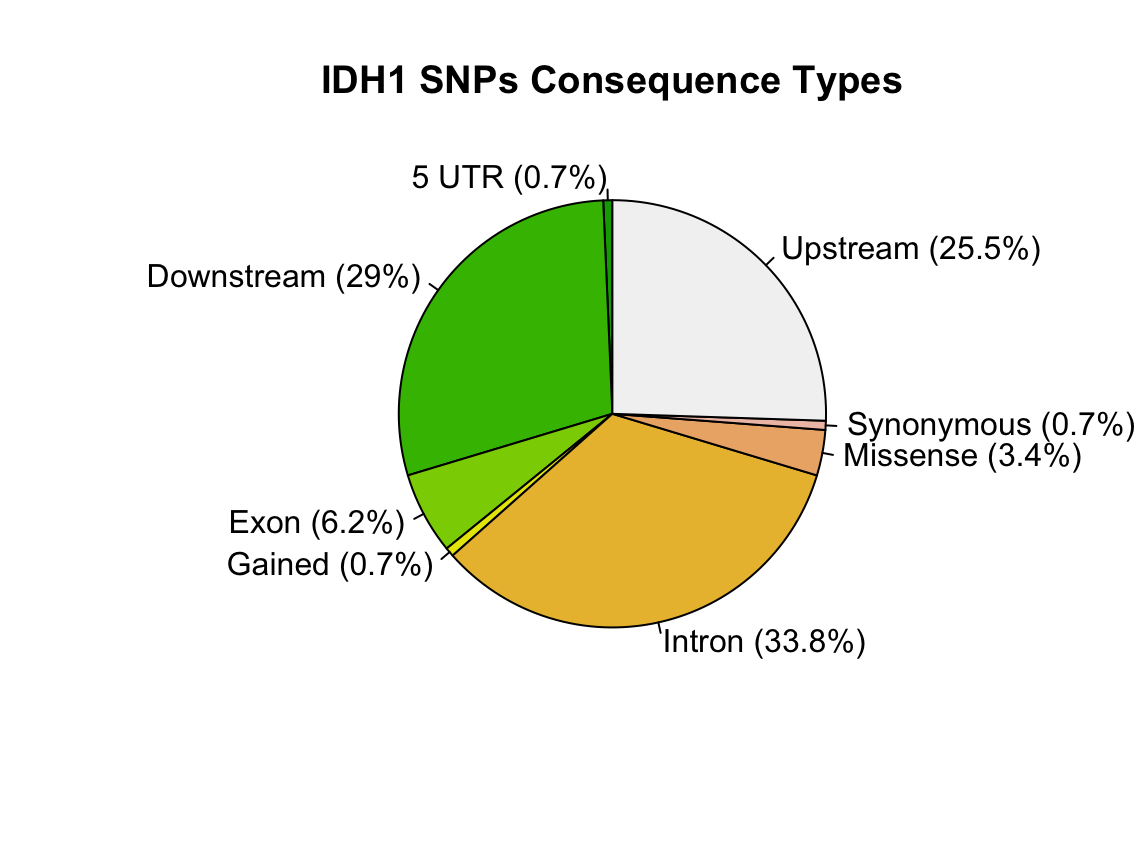 IDH1 SNPs Consequence Types
5 UTR (0.7%)
Upstream (25.5%)
Downstream (29%)
Synonymous (0.7%)
Missense (3.4%)
Exon (6.2%)
Gained (0.7%)
Intron (33.8%)